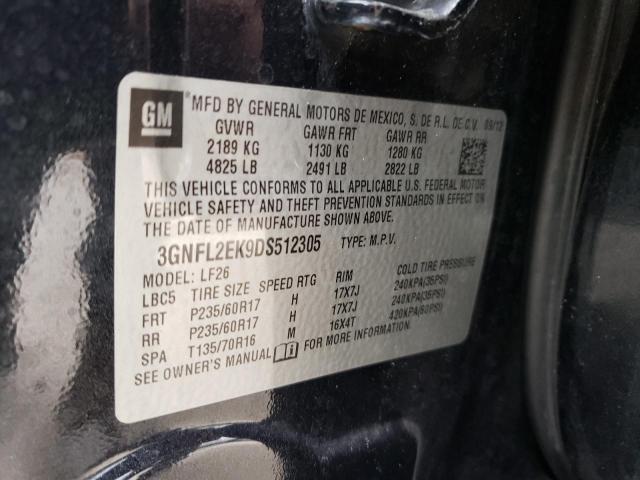 GM MFD BY GENERAL MOTORS DE MEXICO, S. DE R.L. DE C.V. 09/12
GVWR GAWR FRT GAWR RR
2189 KG 1130 KG 1280 KG
4825 LB 2491 LB 2822 LB
THIS VEHICLE CONFORMS TO ALL APPLICABLE U.S. FEDERAL MOTOR
VEHICLE SAFETY AND THEFT PREVENTION STANDARDS IN EFFECT ON
THE DATE OF MANUFACTURE SHOWN ABOVE.
3GNFL2EK9DS512305 TYPE: M.P.V.
MODEL: LF26
LBC5 TIRE SIZE SPEED RTG RIM COLD TIRE PRESSURE
FRT P235/60R17 H 17X7J 240KPA(35PSI)
RR P235/60R17 H 17X7J 240KPA(35PSI)
SPA T135/70R16 M 16X4T 420KPA(60PSI)
SEE OWNER'S MANUAL FOR MORE INFORMATION.